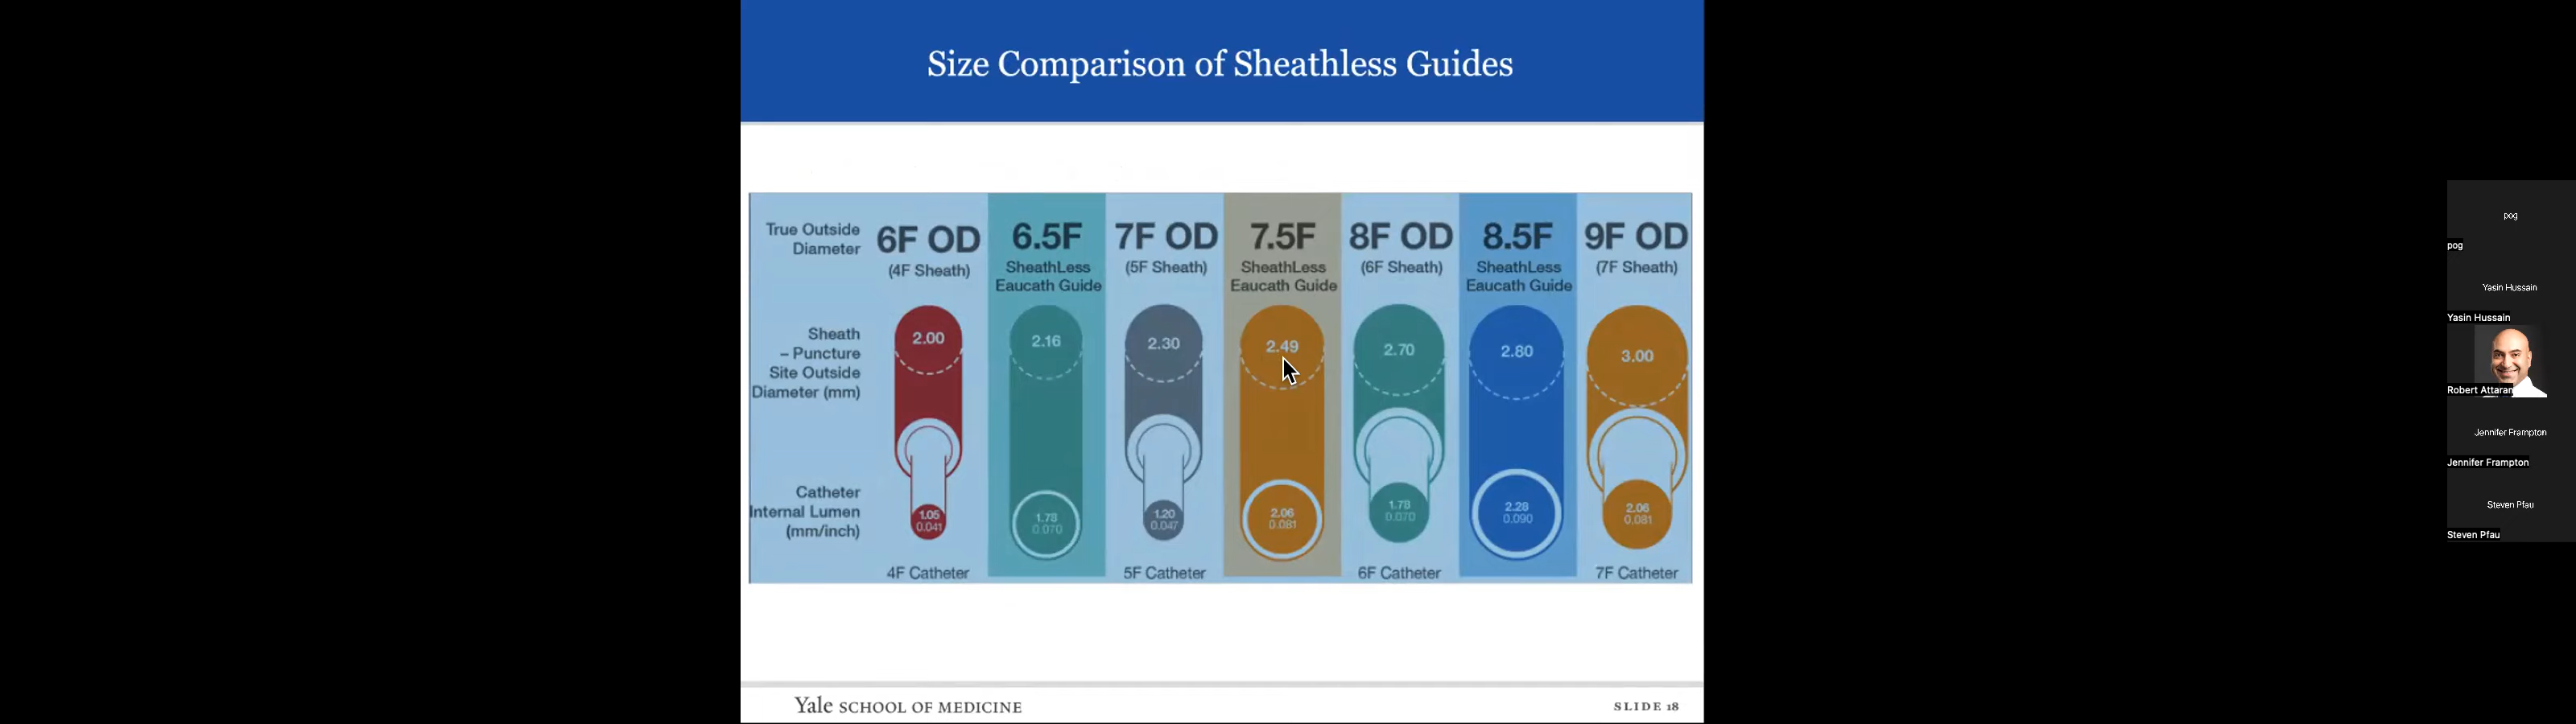 Size Comparison of Sheathless Guides
True Outside
Diameter
6F OD
(4F Sheath)
6.5F
SheathLess
Eaucath Guide
7F OD
(5F Sheath)
7.5F
SheathLess
Eaucath Guide
8F OD
(6F Sheath)
8.5F
SheathLess
Eaucath Guide
9F OD
(7F Sheath)
Sheath
– Puncture
Site Outside
Diameter (mm)
2.00
2.16
2.30
2.49
2.70
2.80
3.00
Catheter
Internal Lumen
(mm/inch)
1.05
0.041
1.78
0.070
1.20
0.047
2.06
0.081
1.78
0.070
2.28
0.090
2.06
0.081
4F Catheter
5F Catheter
6F Catheter
7F Catheter
Yale SCHOOL OF MEDICINE
SLIDE 18
pog
pog
Yasin Hussain
Yasin Hussain
Robert Attaran
Jennifer Frampton
Jennifer Frampton
Steven Pfau
Steven Pfau